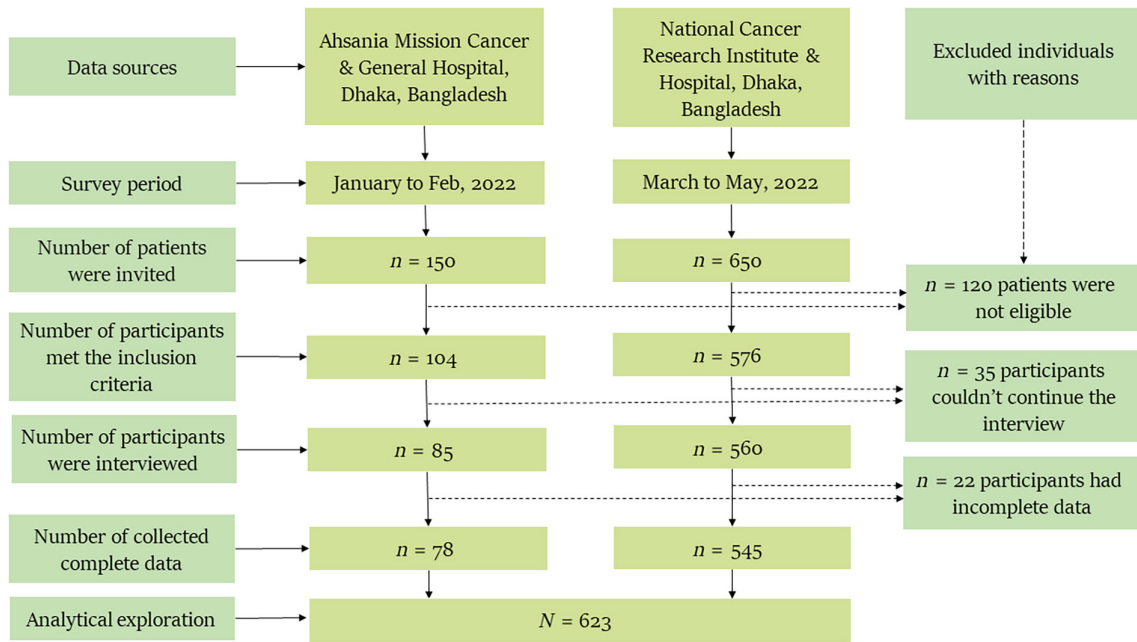 Data sources
Ahsania Mission Cancer
& General Hospital,
Dhaka, Bangladesh
National Cancer
Research Institute &
Hospital, Dhaka,
Bangladesh
Excluded individuals
with reasons
Survey period
January to Feb, 2022
March to May, 2022
Number of patients
were invited
n = 150
n = 650
n = 120 patients were
not eligible
Number of participants
met the inclusion
criteria
n = 104
n = 576
n = 35 participants
couldn’t continue the
interview
Number of participants
were interviewed
n = 85
n = 560
n = 22 participants had
incomplete data
Number of collected
complete data
n = 78
n = 545
Analytical exploration
N = 623